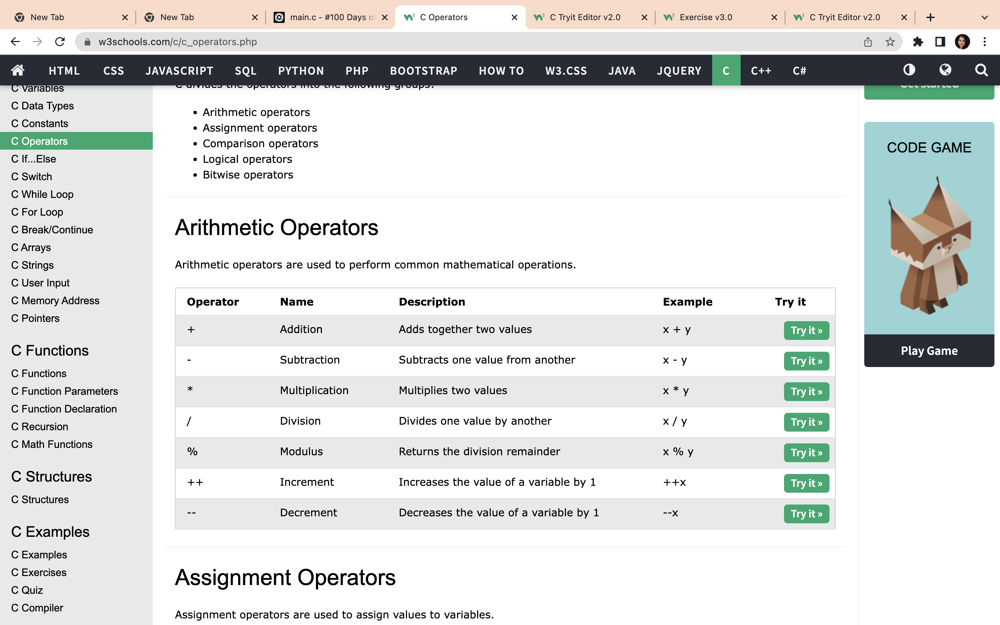 New Tab
New Tab
main.c - #100 Days of
C Operators
C Tryit Editor v2.0
Exercise v3.0
C Tryit Editor v2.0
w3schools.com/c/c_operators.php
HTML CSS JAVASCRIPT SQL PYTHON PHP BOOTSTRAP HOW TO W3.CSS JAVA JQUERY C C++ C#
C Variables
C Data Types
C Constants
C Operators
C If...Else
C Switch
C While Loop
C For Loop
C Break/Continue
C Arrays
C Strings
C User Input
C Memory Address
C Pointers
C Functions
C Functions
C Function Parameters
C Function Declaration
C Recursion
C Math Functions
C Structures
C Structures
C Examples
C Examples
C Exercises
C Quiz
C Compiler
C divides the operators into the following groups:
• Arithmetic operators
• Assignment operators
• Comparison operators
• Logical operators
• Bitwise operators
Arithmetic Operators
Arithmetic operators are used to perform common mathematical operations.
Operator Name Description Example Try it
+ Addition Adds together two values x + y Try it »
- Subtraction Subtracts one value from another x - y Try it »
* Multiplication Multiplies two values x * y Try it »
/ Division Divides one value by another x / y Try it »
% Modulus Returns the division remainder x % y Try it »
++ Increment Increases the value of a variable by 1 ++x Try it »
-- Decrement Decreases the value of a variable by 1 --x Try it »
Assignment Operators
Assignment operators are used to assign values to variables.
Get started
CODE GAME
Play Game